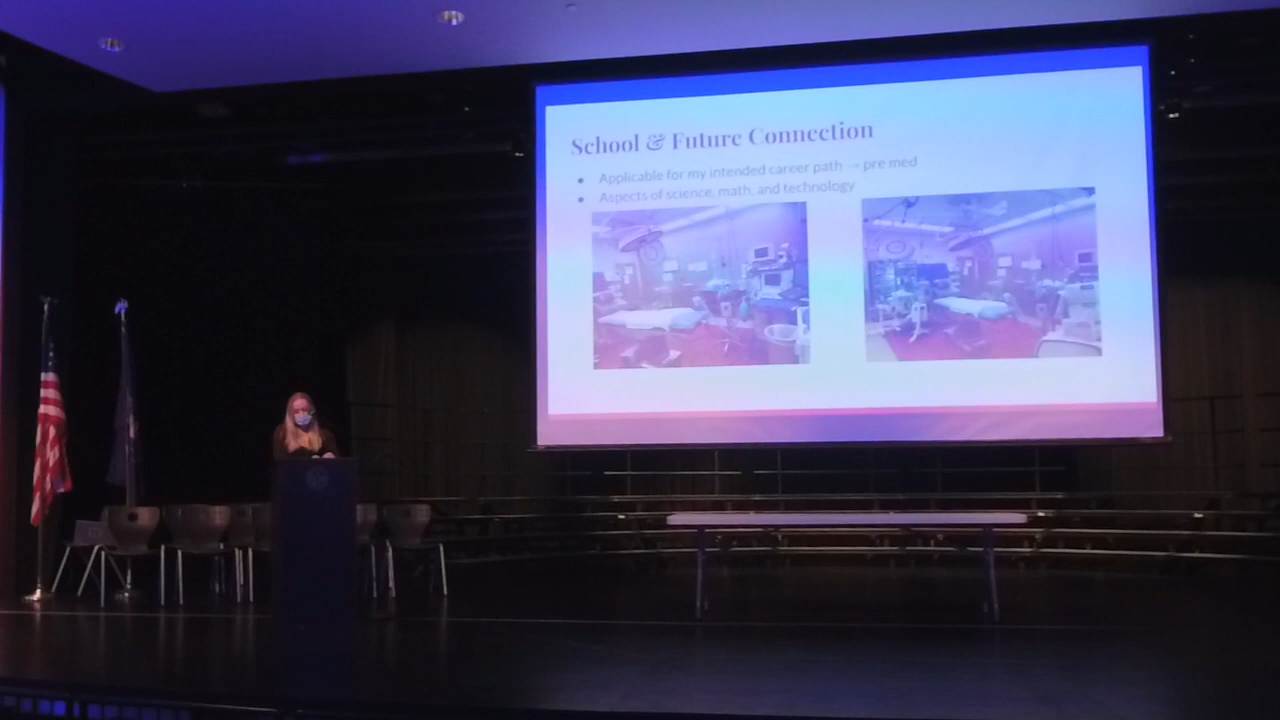 School & Future Connection
Applicable for my intended career path → pre med
Aspects of science, math, and technology